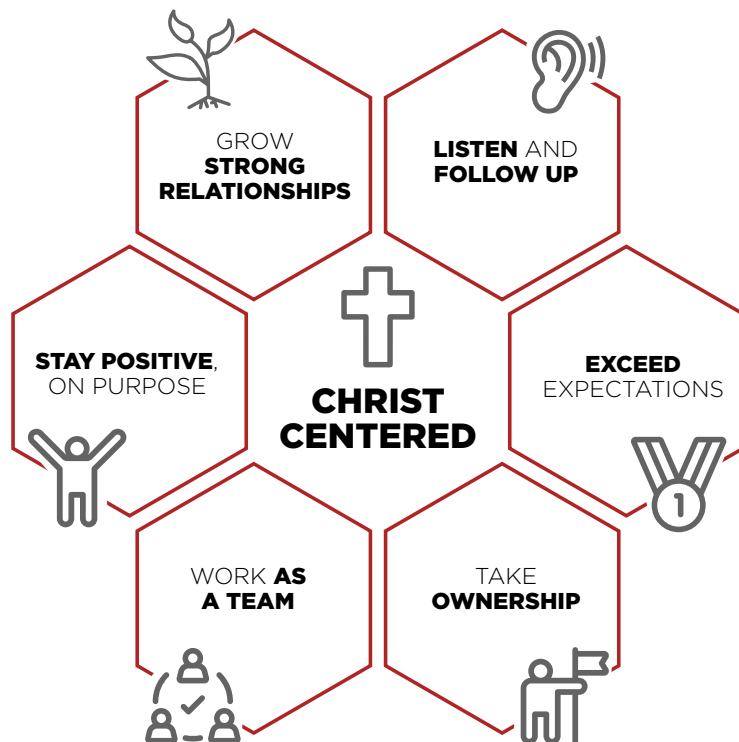 GROW
STRONG
RELATIONSHIPS
LISTEN AND
FOLLOW UP
STAY POSITIVE,
ON PURPOSE
CHRIST
CENTERED
EXCEED
EXPECTATIONS
1
WORK AS
A TEAM
TAKE
OWNERSHIP